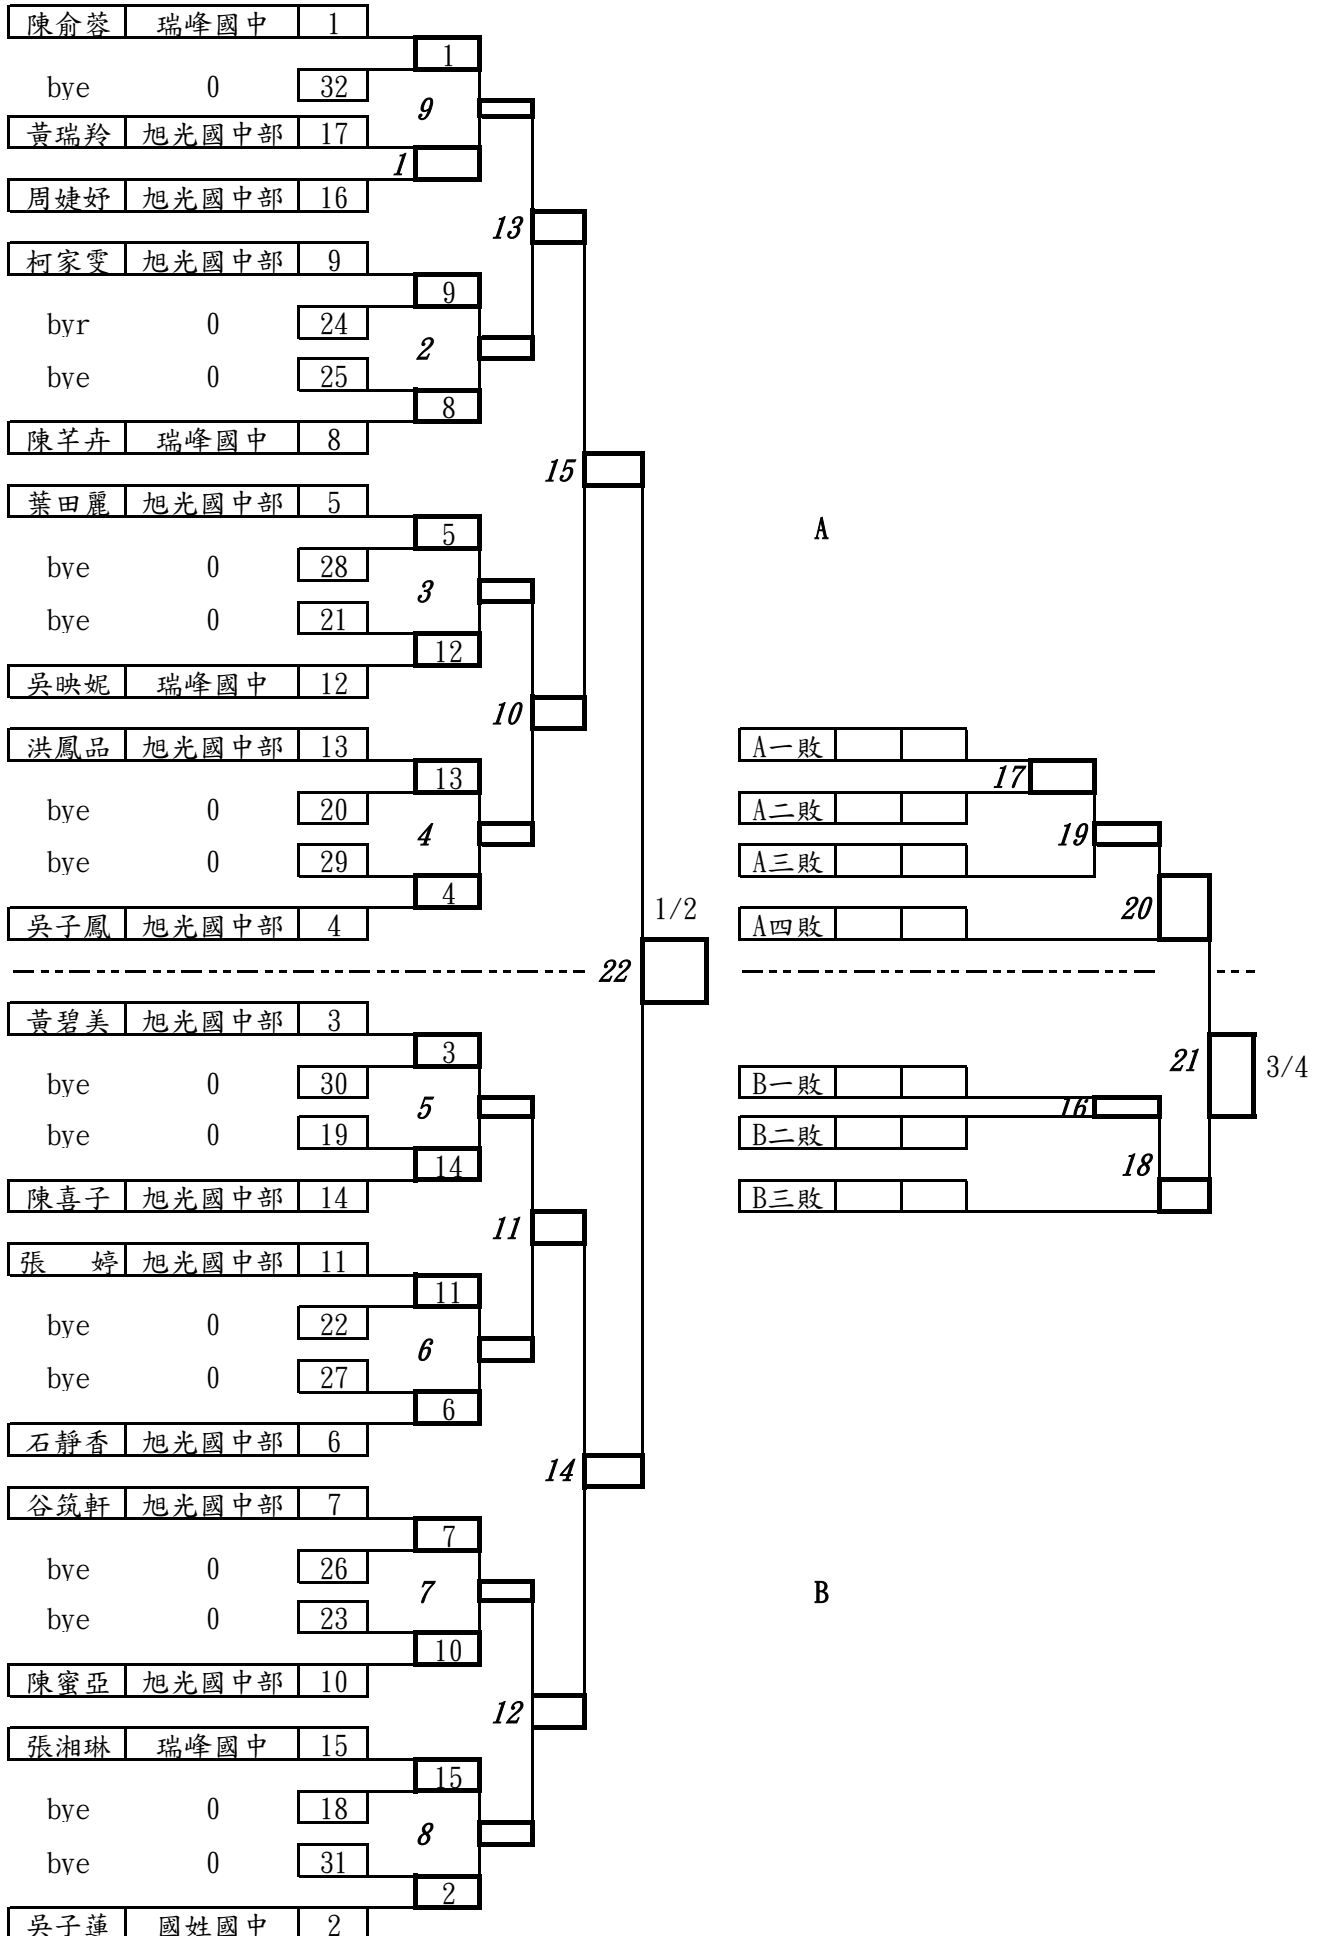 陳俞蓉 瑞峰國中 1
1
bye 0 32
9
黃瑞羚 旭光國中部 17
1
周婕妤 旭光國中部 16
13
柯家雯 旭光國中部 9
9
byr 0 24
2
bye 0 25
8
陳芊卉 瑞峰國中 8
15
葉田麗 旭光國中部 5
5
A
bye 0 28
3
bye 0 21
12
吳映妮 瑞峰國中 12
10
洪鳳品 旭光國中部 13
A一敗
13
17
bye 0 20
A二敗
4
19
bye 0 29
A三敗
4
1/2
20
吳子鳳 旭光國中部 4
A四敗
22
黃碧美 旭光國中部 3
3
21
3/4
bye 0 30
B一敗
5
16
bye 0 19
B二敗
14
18
陳喜子 旭光國中部 14
B三敗
11
張 婷 旭光國中部 11
11
bye 0 22
6
bye 0 27
6
石靜香 旭光國中部 6
14
谷筑軒 旭光國中部 7
7
bye 0 26
7
B
bye 0 23
10
陳蜜亞 旭光國中部 10
12
張湘琳 瑞峰國中 15
15
bye 0 18
8
bye 0 31
2
吳子蓮 國姓國中 2